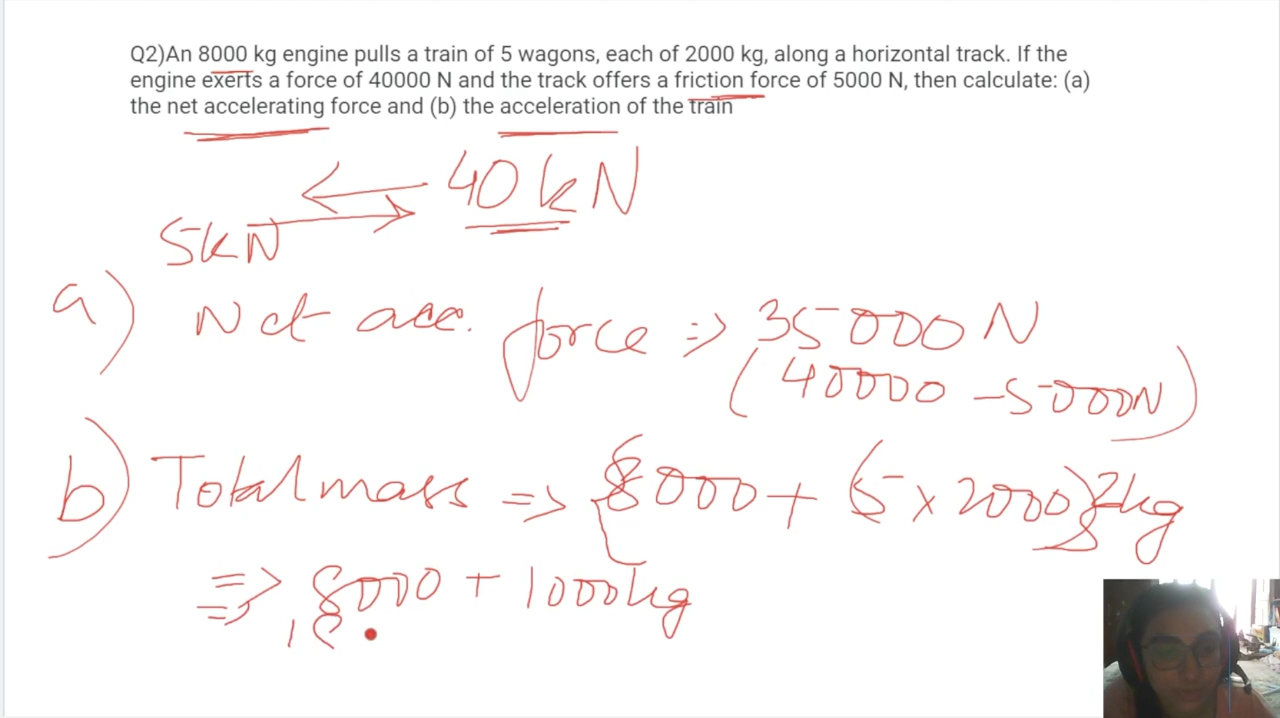 Q2)An 8000 kg engine pulls a train of 5 wagons, each of 2000 kg, along a horizontal track. If the
engine exerts a force of 40000 N and the track offers a friction force of 5000 N, then calculate: (a)
the net accelerating force and (b) the acceleration of the train
40 kN
5kN
a) Net acc. force => 35000 N
(40000 -5000N)
b) Total mass => {8000 + (5 x 2000)} kg
=> 8000 + 1000 kg
=> 18